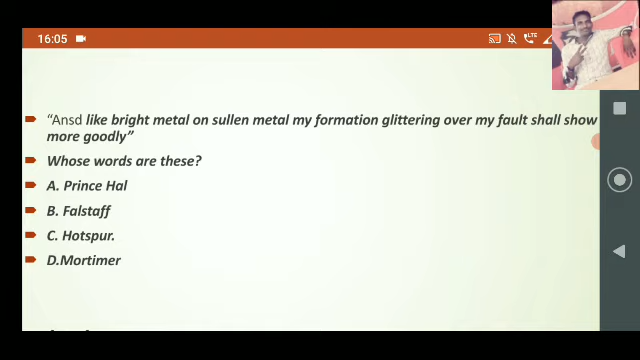 16:05
LTE
"Ansd like bright metal on sullen metal my formation glittering over my fault shall show
more goodly"
Whose words are these?
A. Prince Hal
B. Falstaff
C. Hotspur.
D.Mortimer